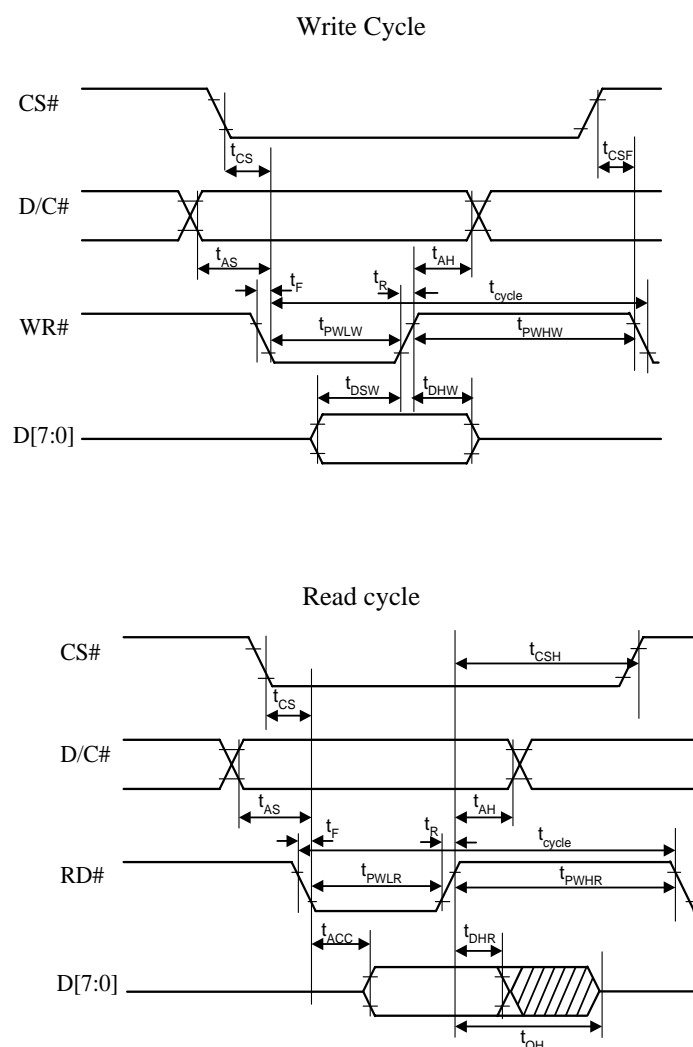 Write Cycle
CS#
tCS
tCSF
D/C#
tAS
tAH
tF
tR
tcycle
WR#
tPWLW
tPWHW
tDSW
tDHW
D[7:0]
Read cycle
CS#
tCSH
tCS
D/C#
tAS
tAH
tF
tR
tcycle
RD#
tPWLR
tPWHR
tACC
tDHR
D[7:0]
tOH